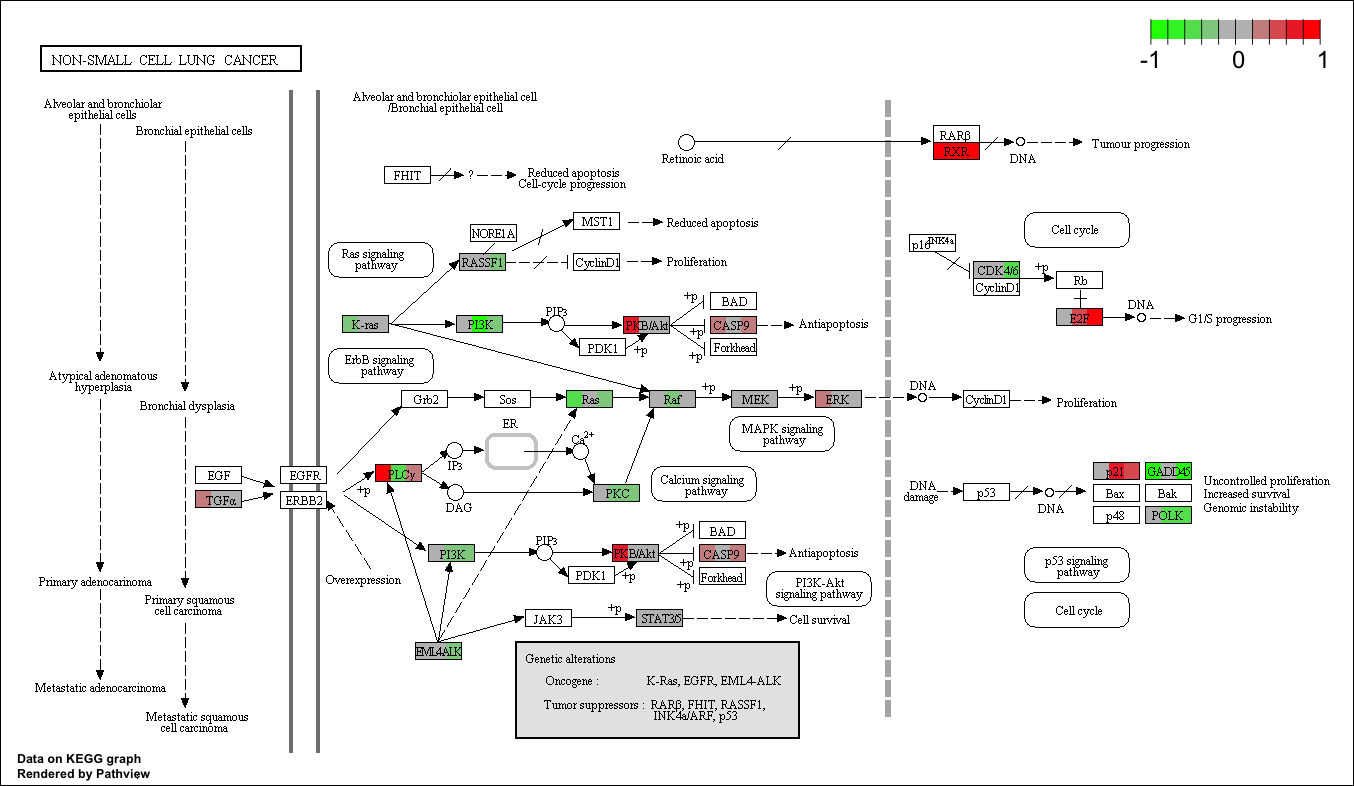 -1 0 1
NON-SMALL CELL LUNG CANCER
Alveolar and bronchiolar
epithelial cells
Bronchial epithelial cells
Alveolar and bronchiolar epithelial cell
/Bronchial epithelial cell
Retinoic acid
RARβ
RXR
DNA
Tumour progression
FHIT
?
Reduced apoptosis
Cell-cycle progression
NORE1A
MST1
Reduced apoptosis
Ras signaling
pathway
RASSF1
CyclinD1
Proliferation
p16INK4a
Cell cycle
CDK4/6
CyclinD1
+p
Rb
E2F
DNA
G1/S progression
K-ras
PI3K
PIP3
PKB/Akt
PDK1
+p
+p
+p
+p
BAD
CASP9
Forkhead
Antiapoptosis
ErbB signaling
pathway
Atypical adenomatous
hyperplasia
Bronchial dysplasia
Grb2
Sos
Ras
Raf
+p
MEK
+p
ERK
DNA
CyclinD1
Proliferation
MAPK signaling
pathway
ER
Ca2+
IP3
DAG
PLCγ
+p
PKC
Calcium signaling
pathway
EGF
TGFα
EGFR
ERBB2
Overexpression
DNA
damage
p53
DNA
p21
GADD45
Bax
Bak
p48
POLK
Uncontrolled proliferation
Increased survival
Genomic instability
PI3K
PIP3
PKB/Akt
PDK1
+p
+p
+p
+p
BAD
CASP9
Forkhead
Antiapoptosis
PI3K-Akt
signaling pathway
p53 signaling
pathway
Cell cycle
Primary adenocarinoma
Primary squamous
cell carcinoma
JAK3
+p
STAT3/5
Cell survival
EML4ALK
Metastatic adenocarcinoma
Metastatic squamous
cell carcinoma
Genetic alterations
Oncogene : K-Ras, EGFR, EML4-ALK
Tumor suppressors : RARβ, FHIT, RASSF1,
INK4a/ARF, p53
Data on KEGG graph
Rendered by Pathview